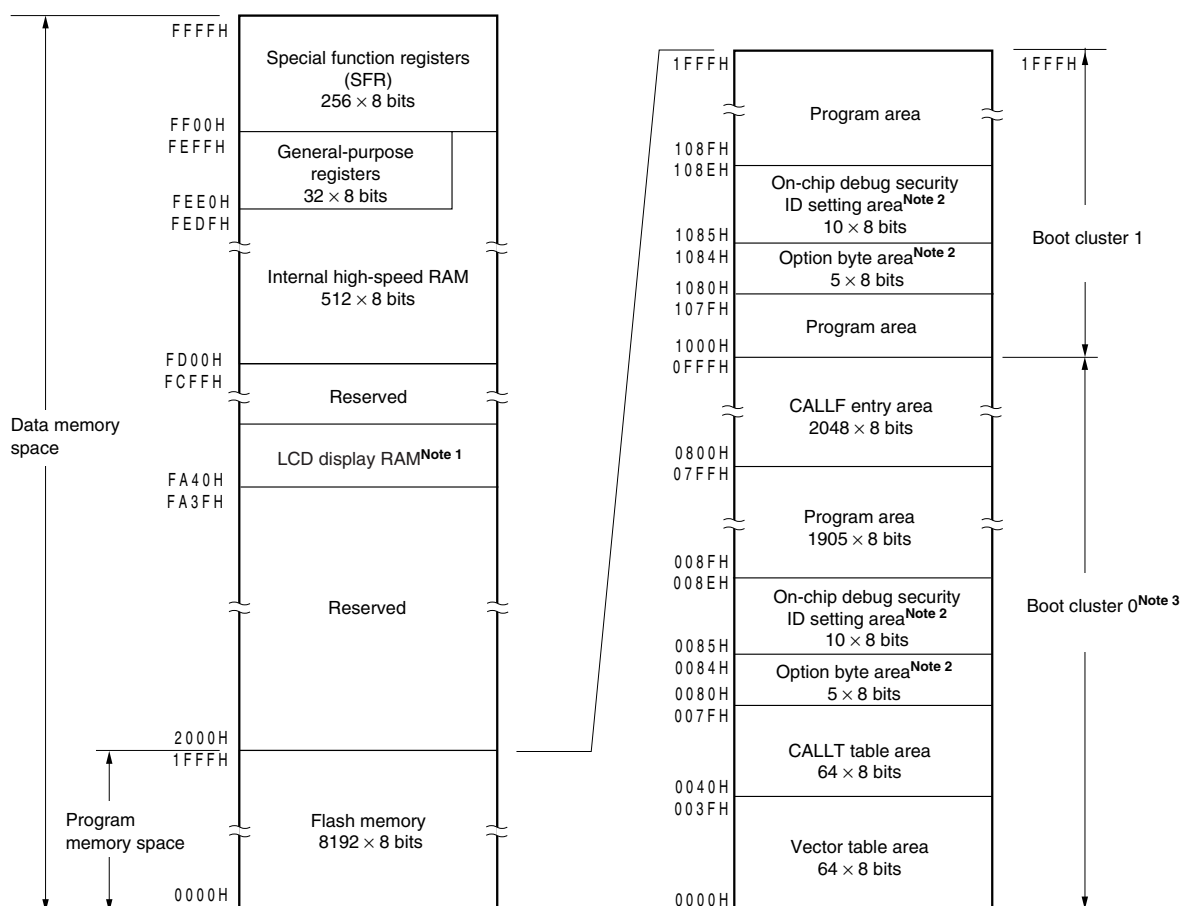 FFFFH
Special function registers
(SFR)
256 × 8 bits
FF00H
FEFFH
General-purpose
registers
32 × 8 bits
FEE0H
FEDFH
Internal high-speed RAM
512 × 8 bits
FD00H
FCFFH
Reserved
Data memory
space
LCD display RAMNote 1
FA40H
FA3FH
Reserved
2000H
1FFFH
Program
memory space
Flash memory
8192 × 8 bits
0000H
1FFFH
1FFFH
Program area
108FH
108EH
On-chip debug security
ID setting areaNote 2
10 × 8 bits
1085H
1084H
Option byte areaNote 2
5 × 8 bits
1080H
107FH
Boot cluster 1
Program area
1000H
0FFFH
CALLF entry area
2048 × 8 bits
0800H
07FFH
Program area
1905 × 8 bits
008FH
008EH
On-chip debug security
ID setting areaNote 2
10 × 8 bits
Boot cluster 0Note 3
0085H
0084H
Option byte areaNote 2
5 × 8 bits
0080H
007FH
CALLT table area
64 × 8 bits
0040H
003FH
Vector table area
64 × 8 bits
0000H